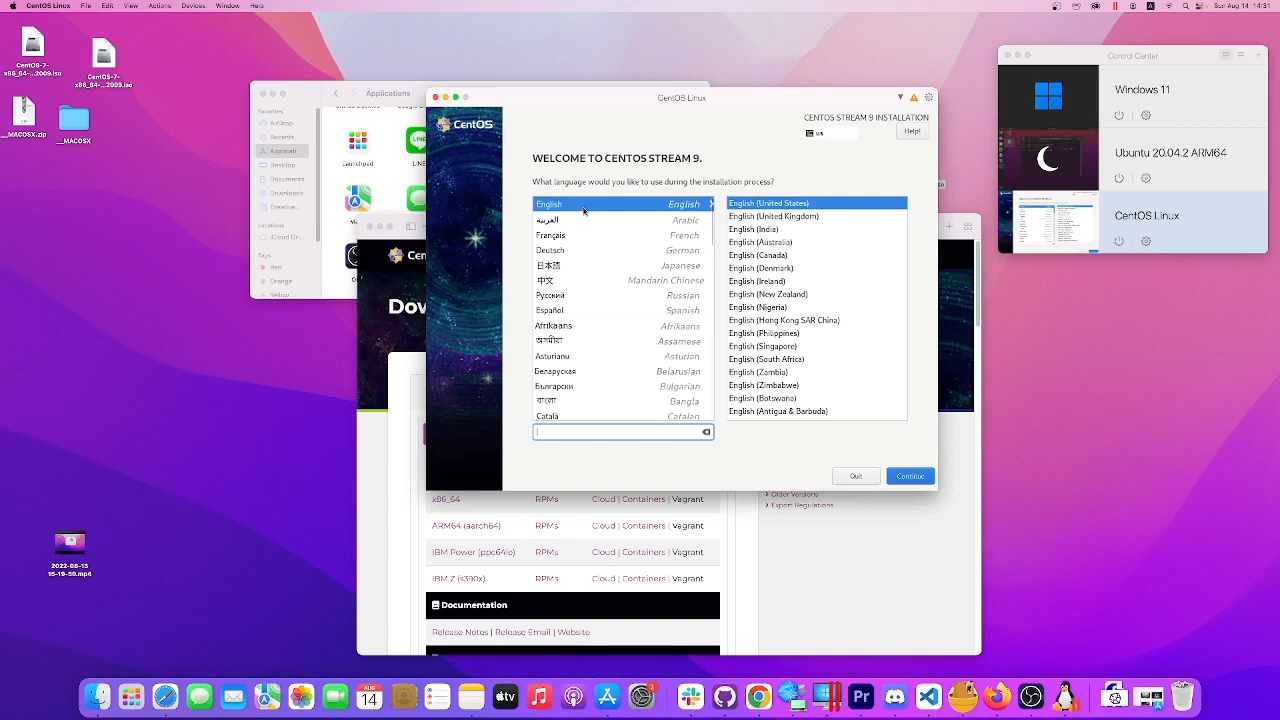 CentOS Linux File Edit View Actions Devices Window Help
Sun Aug 14 14:31
CentOS-7-
x86_64-...2009.iso
CentOS-7-
x86_64-...2009.iso
__MACOSX.zip
__MACOSX
2022-08-13
15-19-50.mp4
Applications
Favorites
AirDrop
Recents
Applicati...
Desktop
Documents
Downloads
Creative...
Locations
iCloud Dri...
Tags
Red
Orange
Yellow
Launchpad
LINE
CentOS Linux
CentOS
CENTOS STREAM 9 INSTALLATION
us
Help!
WELCOME TO CENTOS STREAM 9.
What language would you like to use during the installation process?
English English
العربية Arabic
Français French
Deutsch German
日本語 Japanese
中文 Mandarin Chinese
Русский Russian
Español Spanish
Afrikaans Afrikaans
অসমীয়া Assamese
Asturianu Asturian
Беларуская Belarusian
Български Bulgarian
বাংলা Bangla
Català Catalan
English (United States)
English (United Kingdom)
English (India)
English (Australia)
English (Canada)
English (Denmark)
English (Ireland)
English (New Zealand)
English (Nigeria)
English (Hong Kong SAR China)
English (Philippines)
English (Singapore)
English (South Africa)
English (Zambia)
English (Zimbabwe)
English (Botswana)
English (Antigua & Barbuda)
Quit
Continue
Control Center
Windows 11
Ubuntu 20.04.2 ARM64
CentOS Linux
Cen
Dov
x86_64 RPMs Cloud | Containers | Vagrant
ARM64 (aarch64) RPMs Cloud | Containers | Vagrant
IBM Power (ppc64le) RPMs Cloud | Containers | Vagrant
IBM Z (s390x) RPMs Cloud | Containers | Vagrant
Documentation
Release Notes | Release Email | Website
Older Versions
Export Regulations
AUG
14
tv
Pr